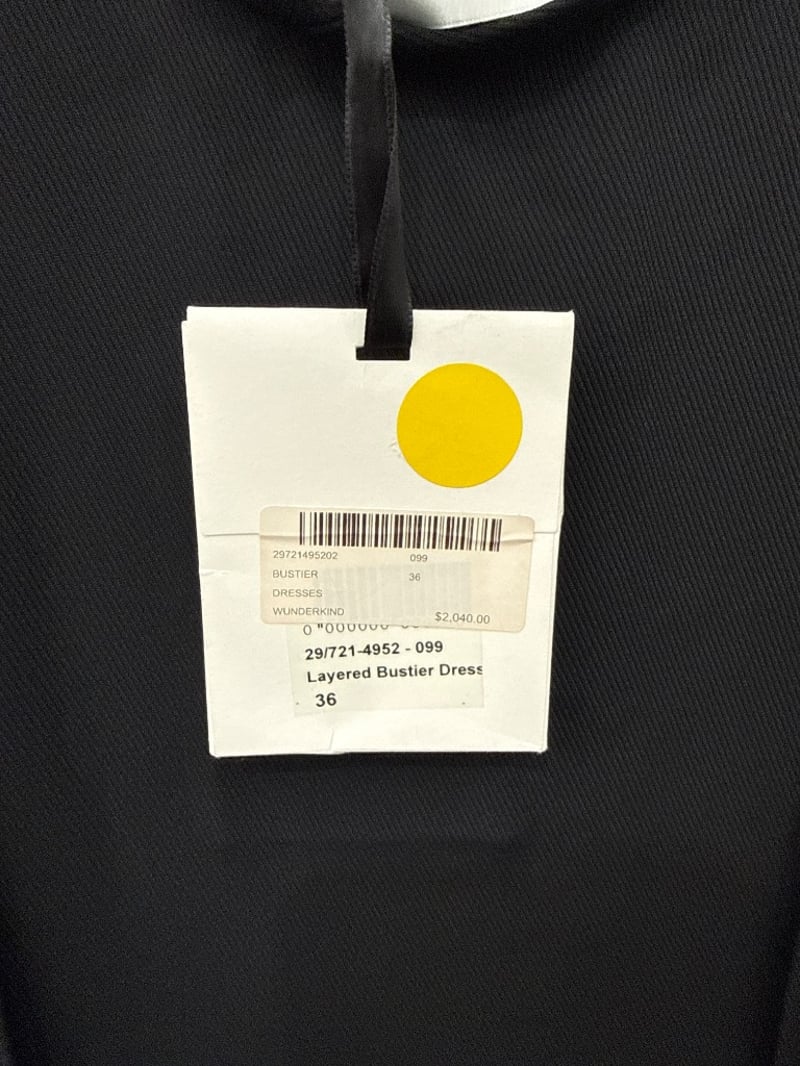 29721495202 099
BUSTIER 36
DRESSES
WUNDERKIND $2,040.00
29/721-4952 - 099
Layered Bustier Dress
36